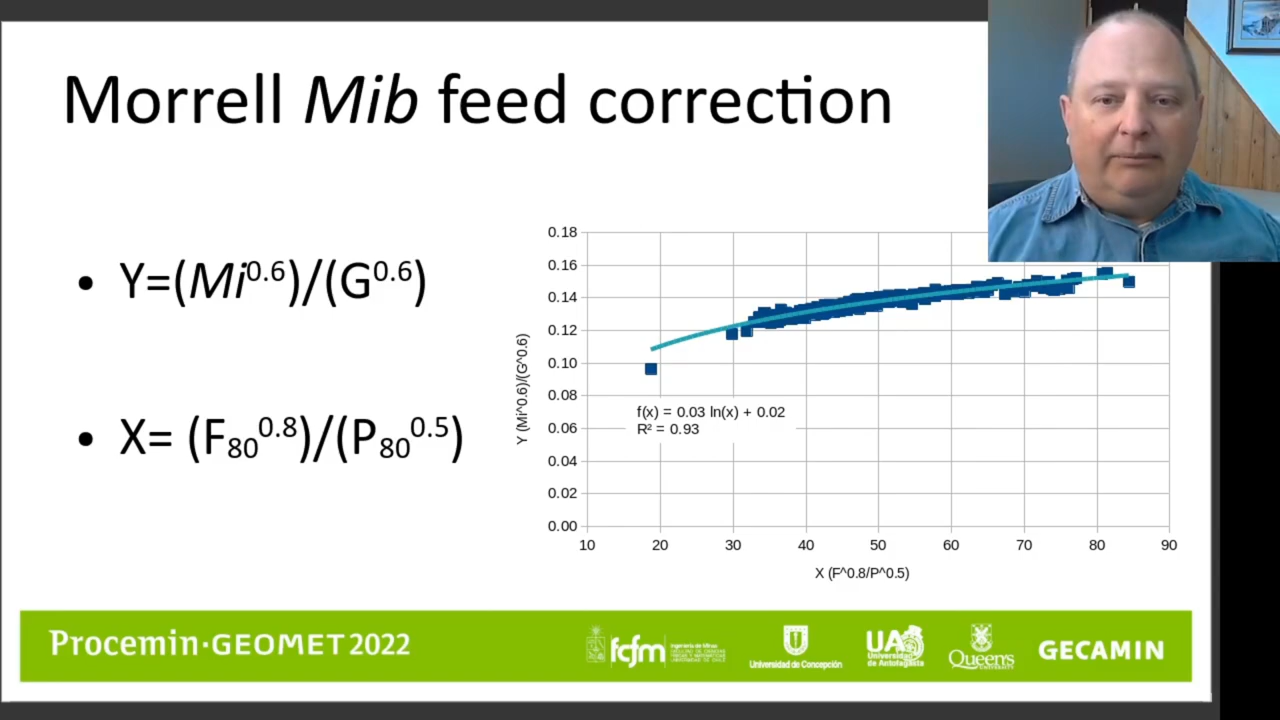 Morrell Mib feed correction
• Y=(Mi^0.6)/(G^0.6)
• X= (F80^0.8)/(P80^0.5)
0.18
0.16
0.14
0.12
0.10
0.08
0.06
0.04
0.02
0.00
Y (Mi^0.6)/(G^0.6)
f(x) = 0.03 ln(x) + 0.02
R² = 0.93
10 20 30 40 50 60 70 80 90
X (F^0.8/P^0.5)
Procemin·GEOMET 2022
fcfm
Universidad de Concepción
UA
Universidad
de Antofagasta
Queen's
UNIVERSITY
GECAMIN